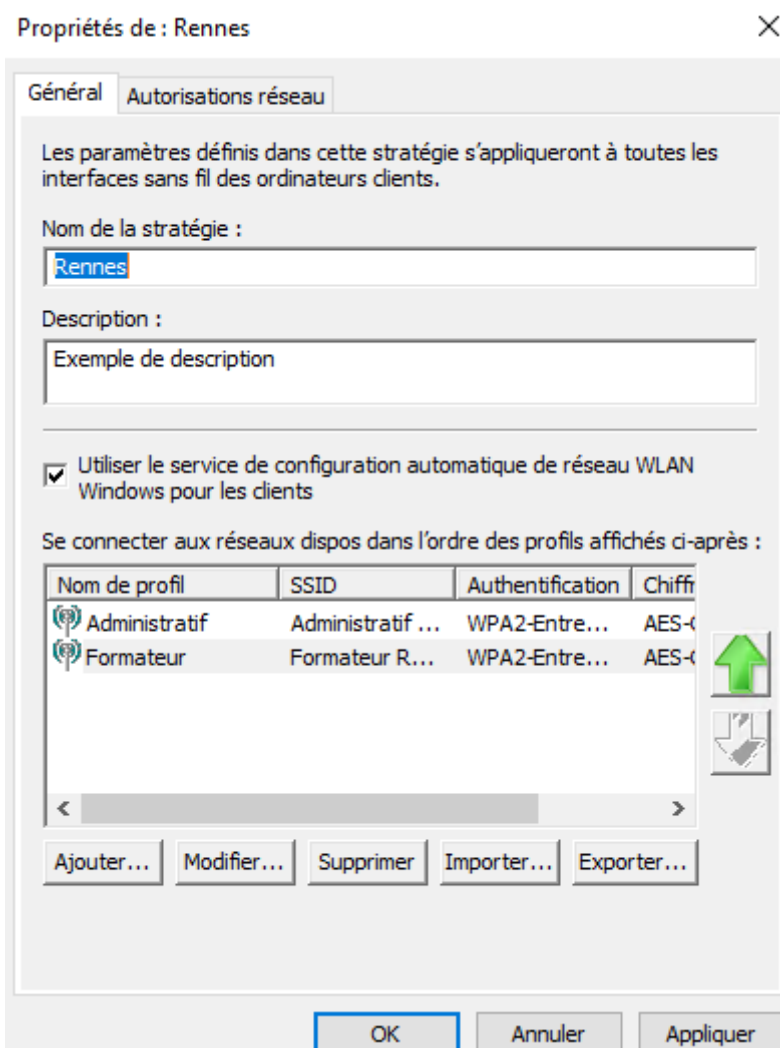 Propriétés de : Rennes
Général Autorisations réseau
Les paramètres définis dans cette stratégie s'appliqueront à toutes les
interfaces sans fil des ordinateurs clients.
Nom de la stratégie :
Rennes
Description :
Exemple de description
Utiliser le service de configuration automatique de réseau WLAN
Windows pour les clients
Se connecter aux réseaux dispos dans l'ordre des profils affichés ci-après :
Nom de profil SSID Authentification Chiffr
Administratif Administratif ... WPA2-Entre... AES-C
Formateur Formateur R... WPA2-Entre... AES-C
Ajouter... Modifier... Supprimer Importer... Exporter...
OK Annuler Appliquer